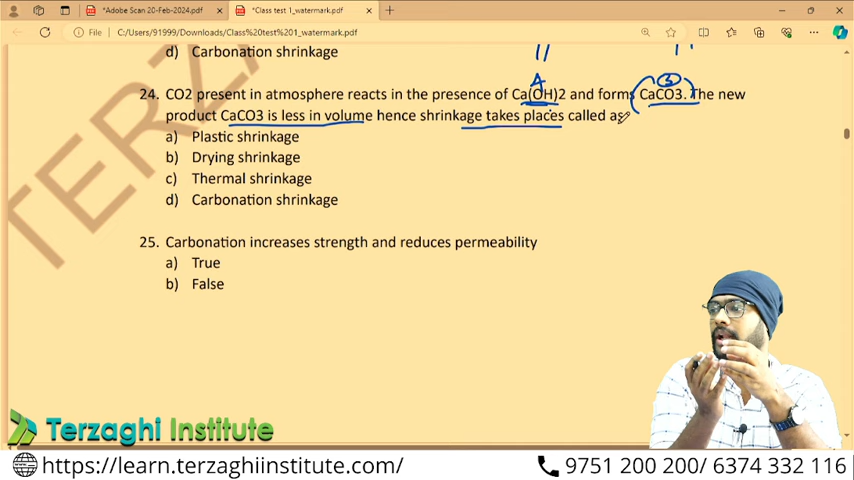 *Adobe Scan 20-Feb-2024.pdf
*Class test 1_watermark.pdf
File
C:/Users/91999/Downloads/Class%20test%201_watermark.pdf
d) Carbonation shrinkage
4
3
24. CO2 present in atmosphere reacts in the presence of Ca(OH)2 and forms CaCO3. The new
product CaCO3 is less in volume hence shrinkage takes places called as
a) Plastic shrinkage
b) Drying shrinkage
c) Thermal shrinkage
d) Carbonation shrinkage
25. Carbonation increases strength and reduces permeability
a) True
b) False
TERZA
Terzaghi Institute
https://learn.terzaghiinstitute.com/
9751 200 200/ 6374 332 116